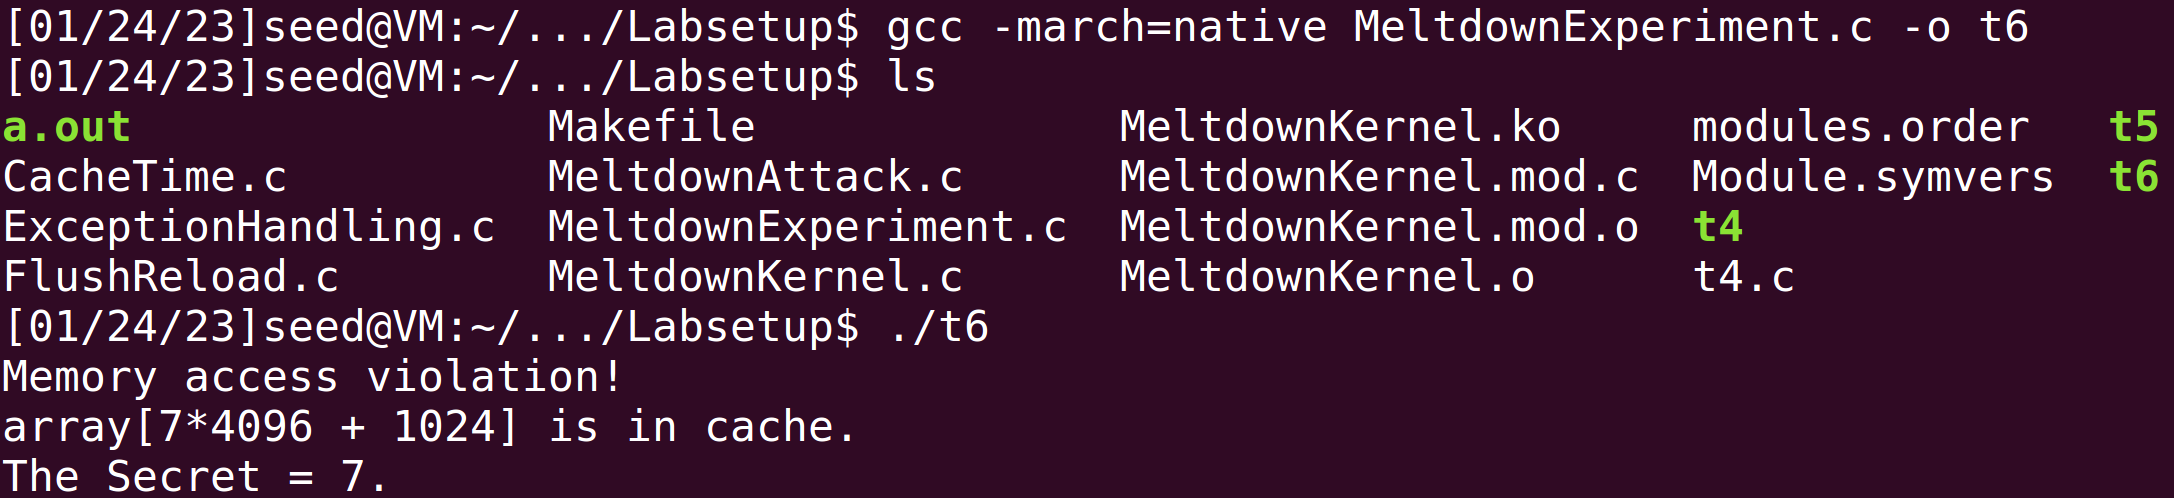 [01/24/23]seed@VM:~/.../Labsetup$ gcc -march=native MeltdownExperiment.c -o t6
[01/24/23]seed@VM:~/.../Labsetup$ ls
a.out                Makefile              MeltdownKernel.ko      modules.order   t5
CacheTime.c          MeltdownAttack.c      MeltdownKernel.mod.c  Module.symvers  t6
ExceptionHandling.c  MeltdownExperiment.c  MeltdownKernel.mod.o  t4
FlushReload.c        MeltdownKernel.c      MeltdownKernel.o      t4.c
[01/24/23]seed@VM:~/.../Labsetup$ ./t6
Memory access violation!
array[7*4096 + 1024] is in cache.
The Secret = 7.